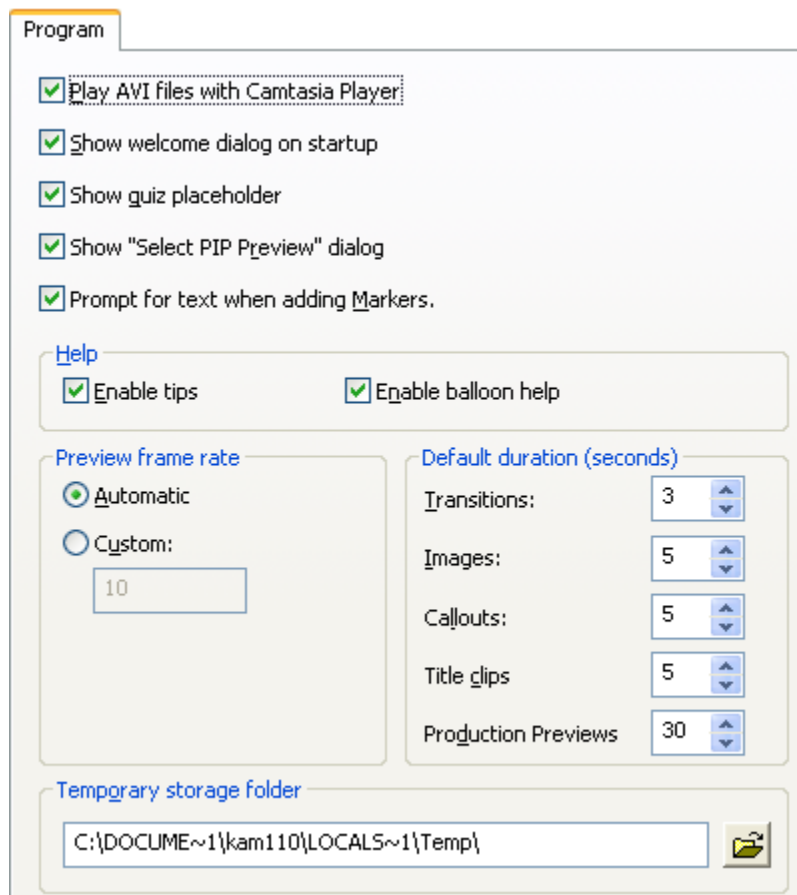 Program
Play AVI files with Camtasia Player
Show welcome dialog on startup
Show quiz placeholder
Show "Select PIP Preview" dialog
Prompt for text when adding Markers.
Help
Enable tips Enable balloon help
Preview frame rate
Automatic
Custom:
10
Default duration (seconds)
Transitions: 3
Images: 5
Callouts: 5
Title clips 5
Production Previews 30
Temporary storage folder
C:\DOCUME~1\kam110\LOCALS~1\Temp\